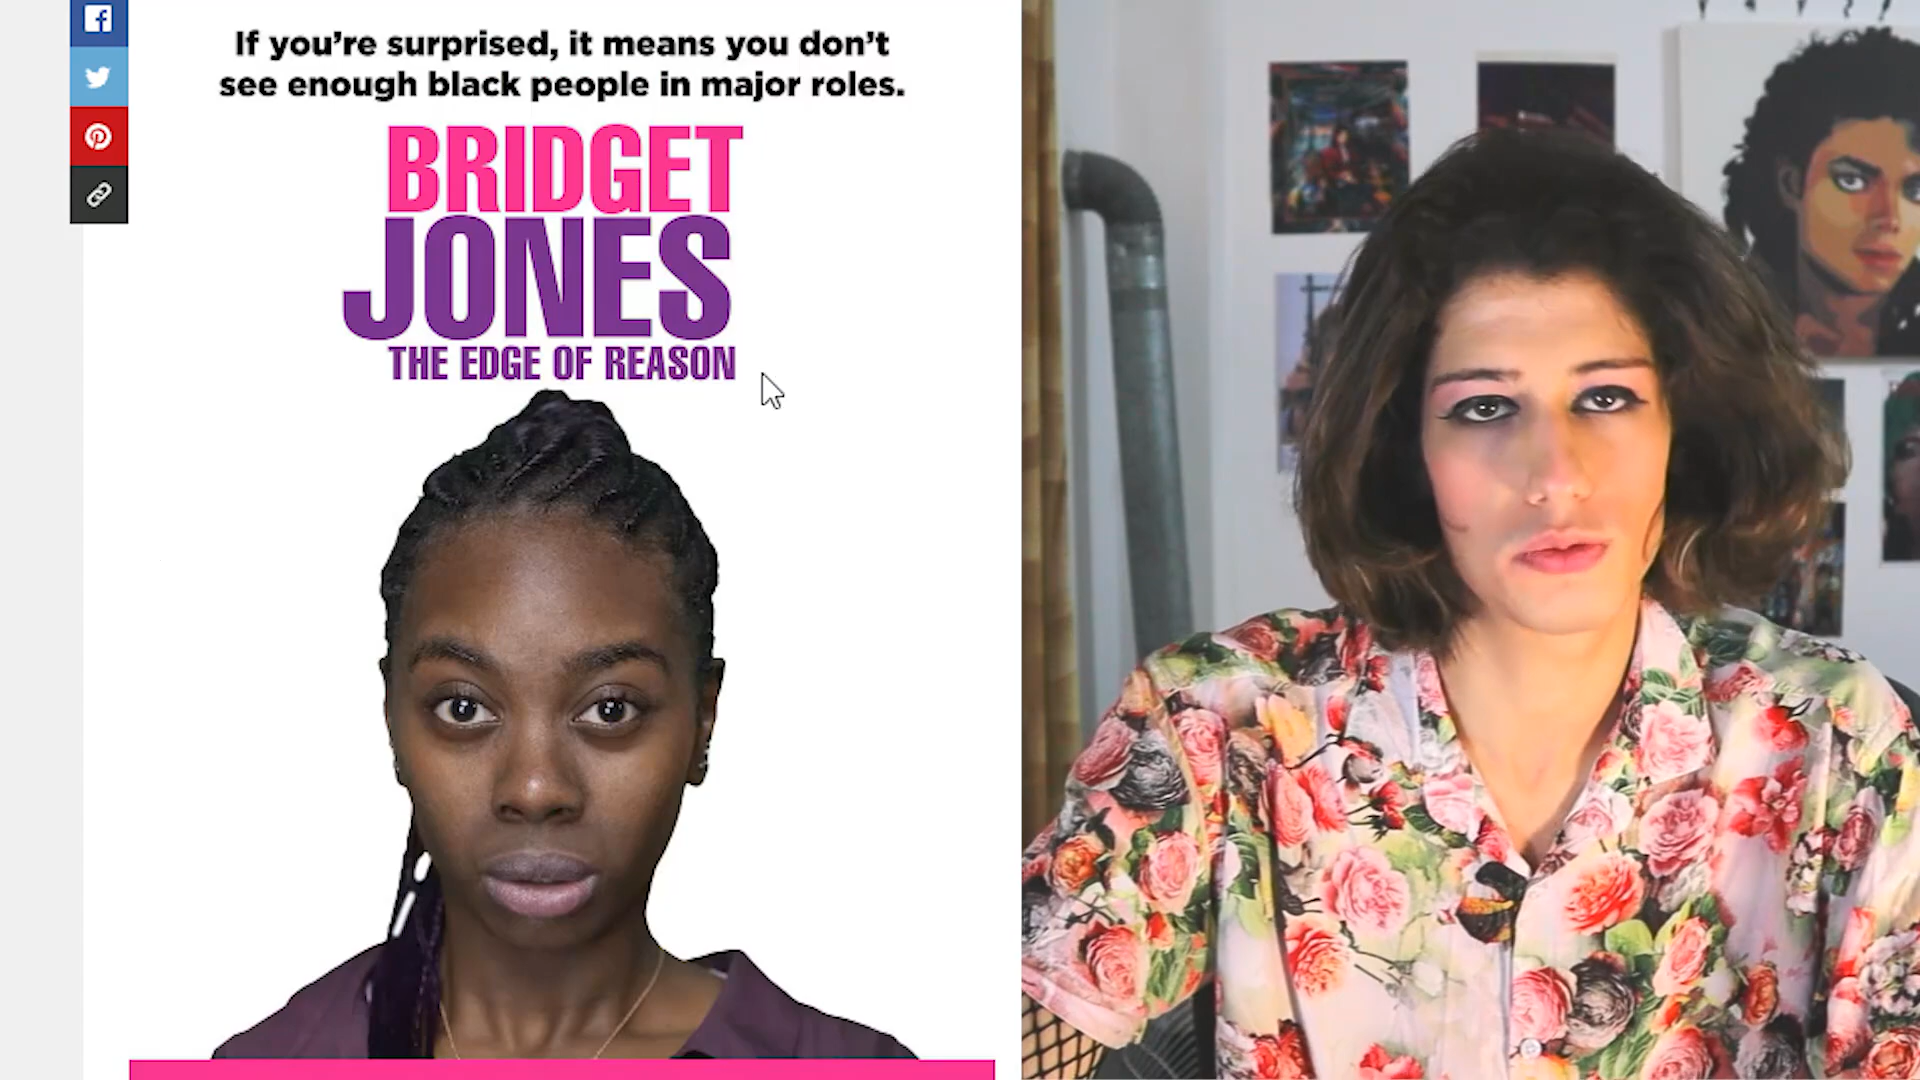 If you're surprised, it means you don't
see enough black people in major roles.
BRIDGET
JONES
THE EDGE OF REASON